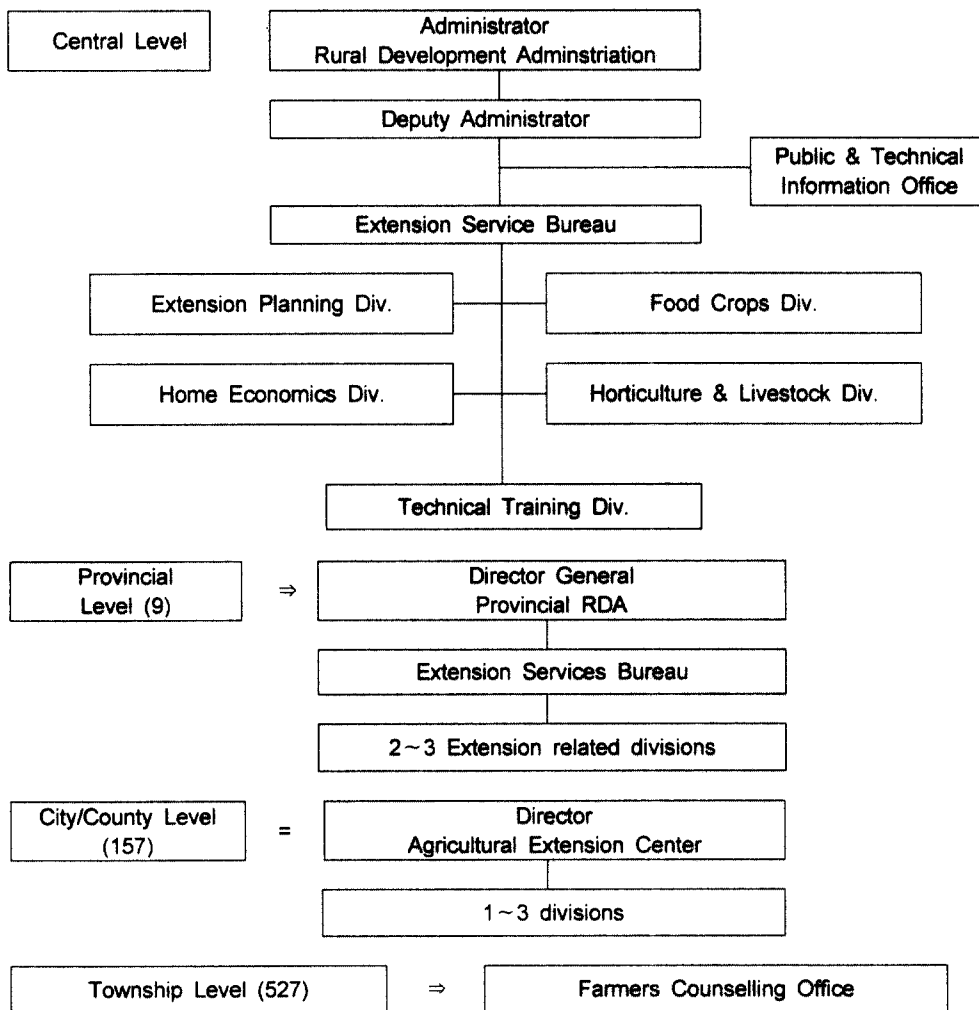 Central Level
Administrator
Rural Development Adminstriation
Deputy Administrator
Public & Technical
Information Office
Extension Service Bureau
Extension Planning Div.
Food Crops Div.
Home Economics Div.
Horticulture & Livestock Div.
Technical Training Div.
Provincial
Level (9)
⇒
Director General
Provincial RDA
Extension Services Bureau
2~3 Extension related divisions
City/County Level
(157)
=
Director
Agricultural Extension Center
1~3 divisions
Township Level (527)
⇒
Farmers Counselling Office